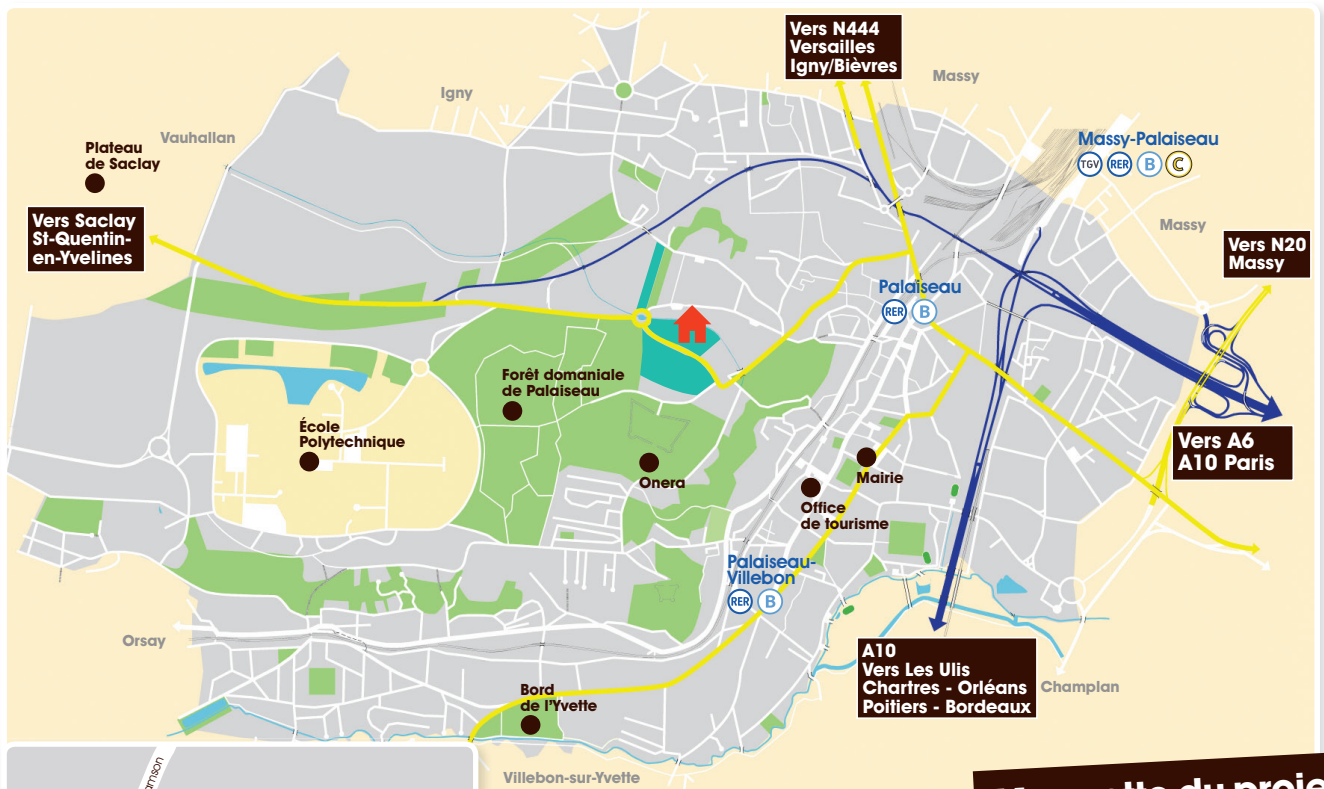 Vers N444
Versailles
Igny/Bièvres
Massy
Igny
Vauhallan
Plateau
de Saclay
Massy-Palaiseau
TGV RER B C
Vers Saclay
St-Quentin-
en-Yvelines
Massy
Vers N20
Massy
Palaiseau
RER B
Forêt domaniale
de Palaiseau
École
Polytechnique
Onera
Mairie
Office
de tourisme
Vers A6
A10 Paris
Palaiseau-
Villebon
RER B
Orsay
A10
Vers Les Ulis
Chartres - Orléans
Poitiers - Bordeaux
Champlan
Bord
de l'Yvette
Villebon-sur-Yvette